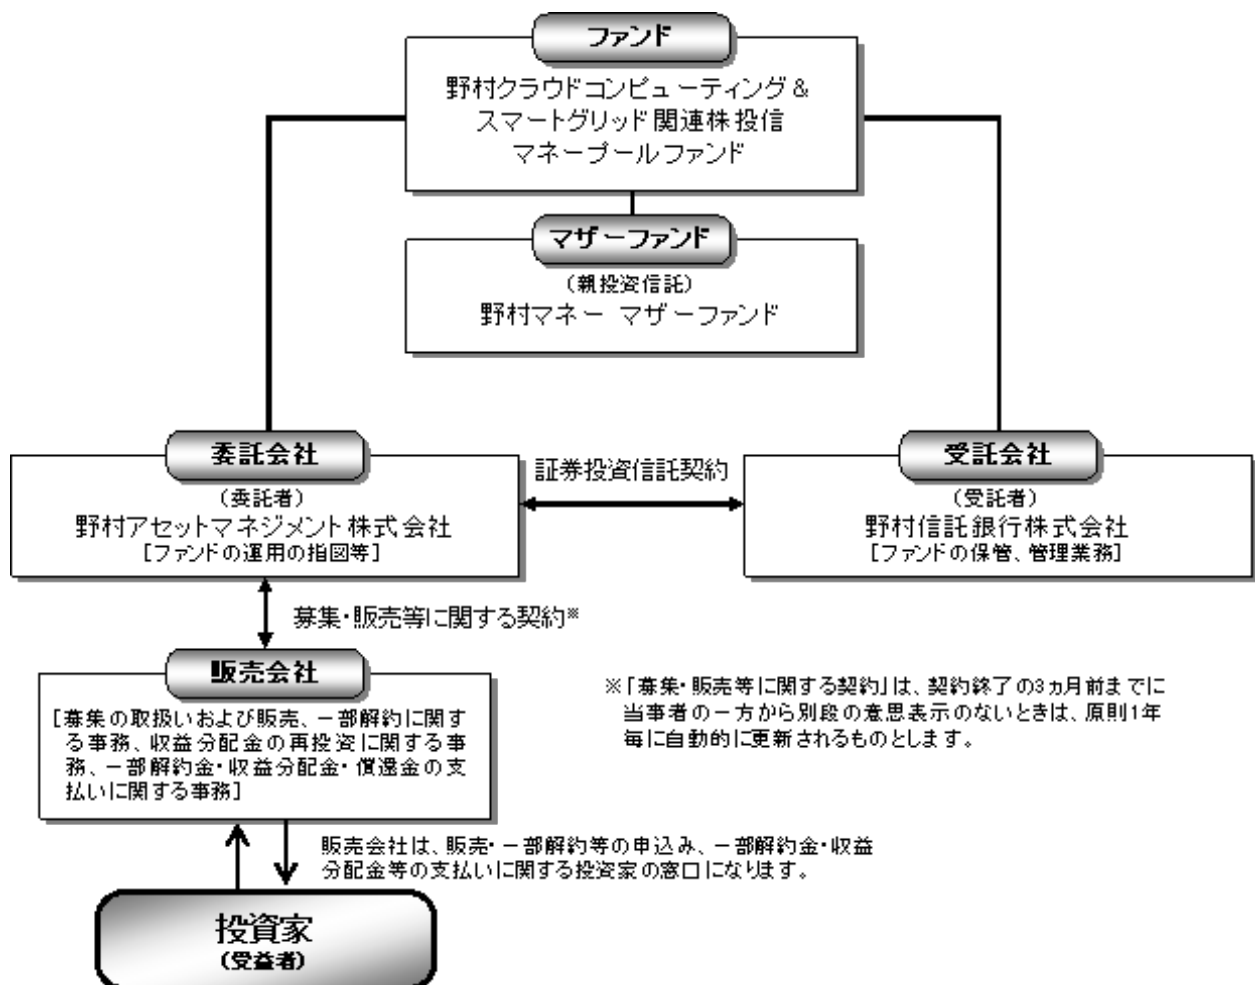 ファンド
野村クラウドコンピューティング&
スマートグリッド関連株投信
マネープールファンド
マザーファンド
(親投資信託)
野村マネー マザーファンド
委託会社
(委託者)
野村アセットマネジメント株式会社
[ファンドの運用の指図等]
証券投資信託契約
受託会社
(受託者)
野村信託銀行株式会社
[ファンドの保管、管理業務]
募集・販売等に関する契約※
販売会社
[募集の取扱いおよび販売、一部解約に関す
る事務、収益分配金の再投資に関する事
務、一部解約金・収益分配金・償還金の支
払いに関する事務]
※「募集・販売等に関する契約」は、契約終了の3ヵ月前までに
当事者の一方から別段の意思表示のないときは、原則1年
毎に自動的に更新されるものとします。
販売会社は、販売・一部解約等の申込み、一部解約金・収益
分配金等の支払いに関する投資家の窓口になります。
投資家
(受益者)